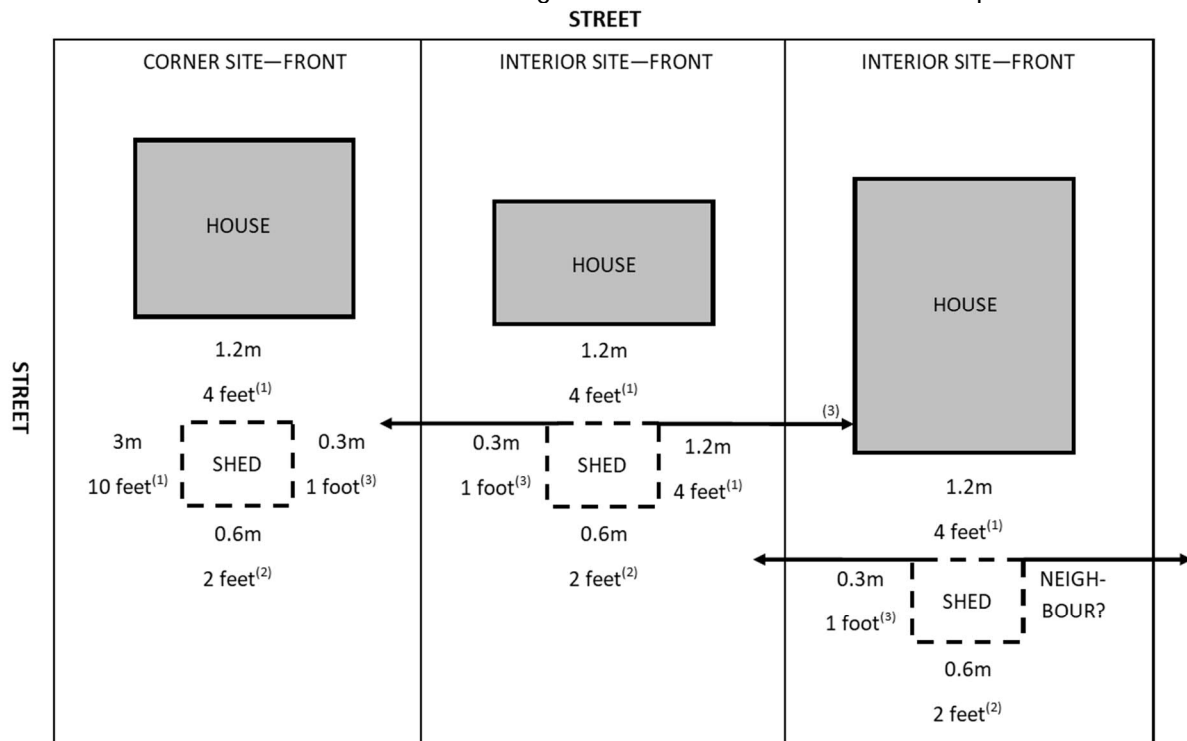 STREET
CORNER SITE—FRONT
INTERIOR SITE—FRONT
INTERIOR SITE—FRONT
HOUSE
HOUSE
HOUSE
STREET
1.2m
4 feet(1)
3m
10 feet(1)
SHED
0.3m
1 foot(3)
0.6m
2 feet(2)
1.2m
4 feet(1)
0.3m
1 foot(3)
SHED
1.2m
4 feet(1)
(3)
0.6m
2 feet(2)
1.2m
4 feet(1)
0.3m
1 foot(3)
SHED
NEIGH-
BOUR?
0.6m
2 feet(2)